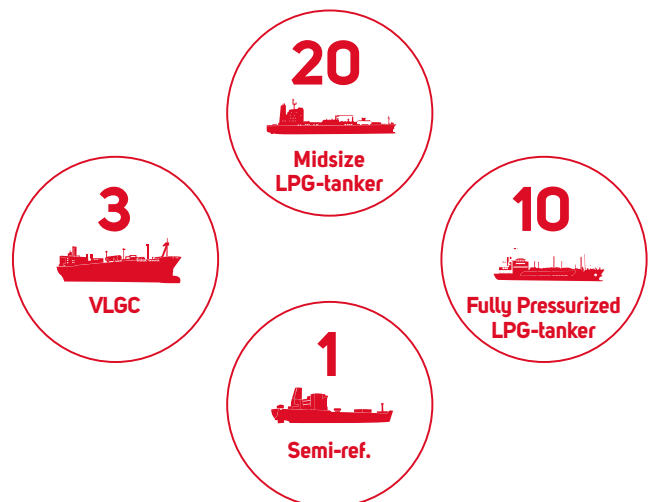 20
Midsize
LPG-tanker
3
VLGC
10
Fully Pressurized
LPG-tanker
1
Semi-ref.